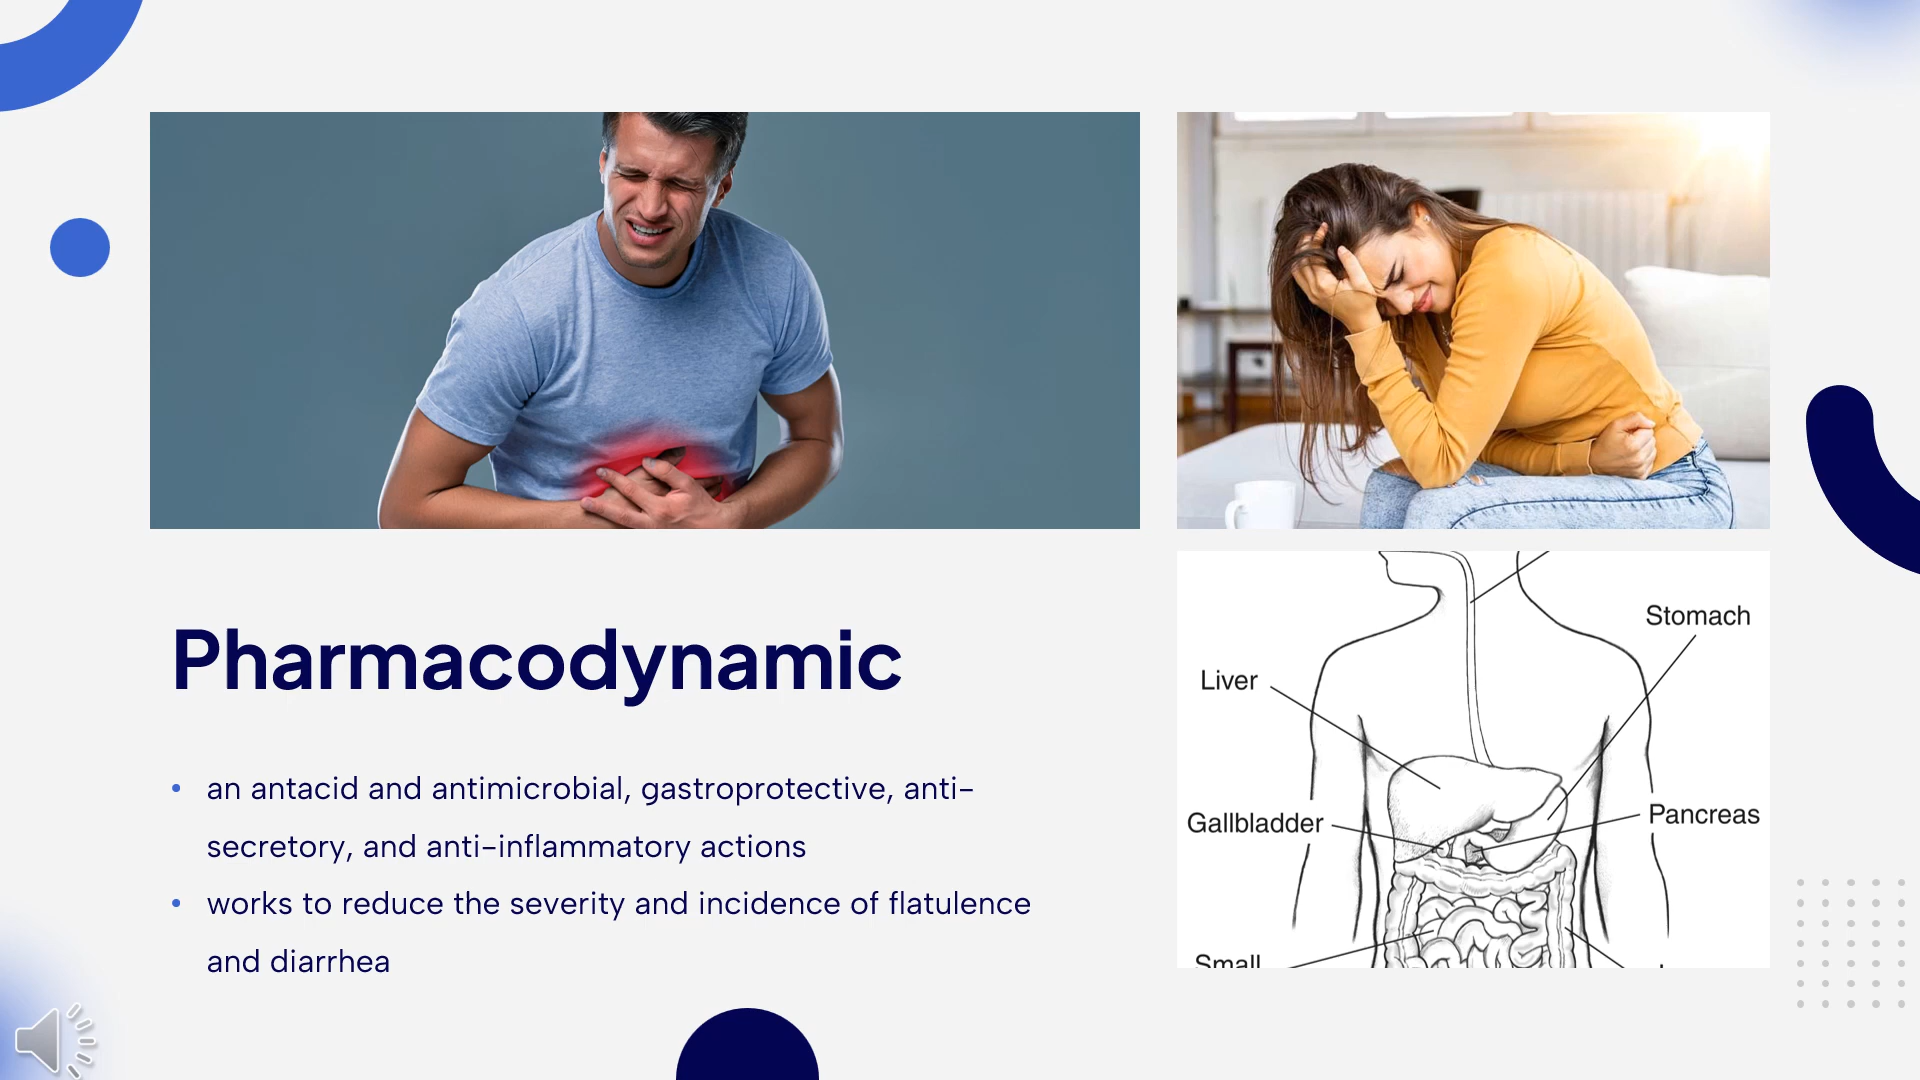 Pharmacodynamic
an antacid and antimicrobial, gastroprotective, anti-
secretory, and anti-inflammatory actions
works to reduce the severity and incidence of flatulence
and diarrhea
Stomach
Liver
Gallbladder
Pancreas
Small